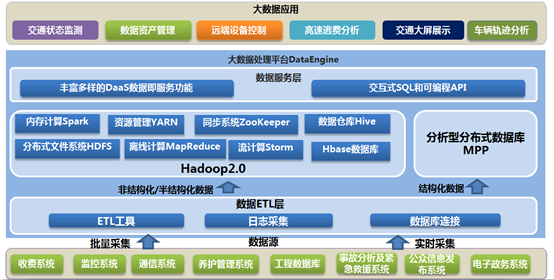 大数据应用
交通状态监测
数据资产管理
远端设备控制
高速逃费分析
交通大屏展示
车辆轨迹分析
大数据处理平台DataEngine
数据服务层
丰富多样的DaaS数据即服务功能
交互式SQL和可编程API
内存计算Spark
资源管理YARN
同步系统ZooKeeper
数据仓库Hive
分布式文件系统HDFS
离线计算MapReduce
流计算Storm
Hbase数据库
Hadoop2.0
分析型分布式数据库
MPP
非结构化/半结构化数据
结构化数据
数据ETL层
ETL工具
日志采集
数据库连接
批量采集
数据源
实时采集
收费系统
监控系统
通信系统
养护管理系统
工程数据库
事故分析及紧
急救援系统
公众信息发
布系统
电子政务系统